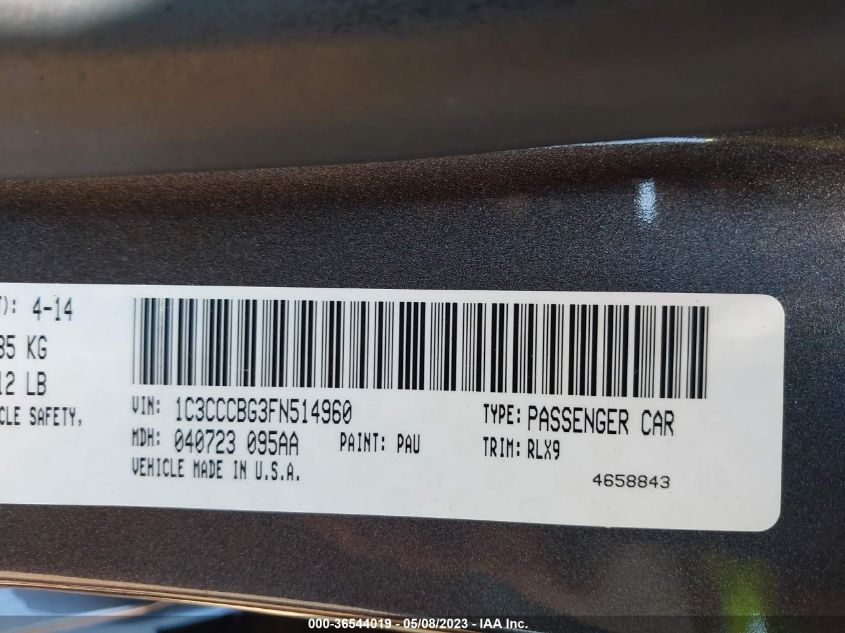 T): 4-14
85 KG
12 LB
CLE SAFETY,
VIN: 1C3CCCBG3FN514960
TYPE: PASSENGER CAR
MDH: 040723 095AA
PAINT: PAU
TRIM: RLX9
VEHICLE MADE IN U.S.A.
4658843
000-36544019 - 05/08/2023 - © IAA, Inc.